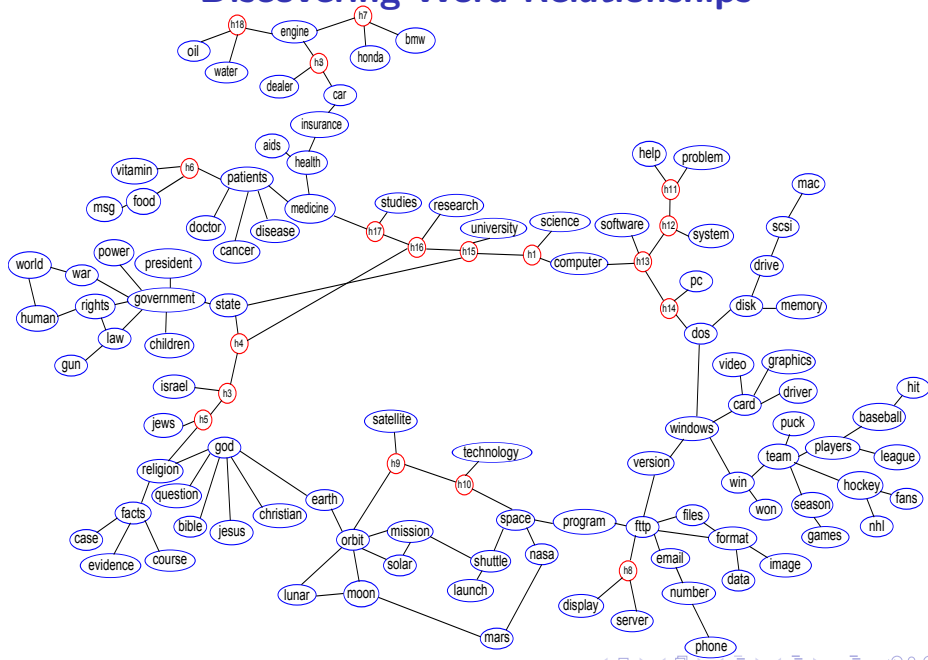 Discovering Word Relationships
h18
engine
h7
oil
bmw
water
h3
honda
dealer
car
insurance
aids
health
help
problem
vitamin
h6
patients
h11
mac
msg
food
medicine
studies
research
doctor
disease
cancer
h17
h16
university
h15
science
h1
computer
software
h12
system
h13
scsi
drive
power
president
world
war
pc
h14
disk
memory
rights
government
state
human
law
children
gun
h4
dos
video
graphics
card
driver
hit
israel
h3
jews
h5
satellite
windows
puck
baseball
god
religion
h9
technology
h10
version
team
players
league
question
bible
jesus
christian
earth
win
won
season
hockey
fans
nhl
games
facts
case
evidence
course
orbit
mission
solar
space
program
fttp
files
format
shuttle
nasa
launch
h8
email
data
image
lunar
moon
display
server
number
mars
phone